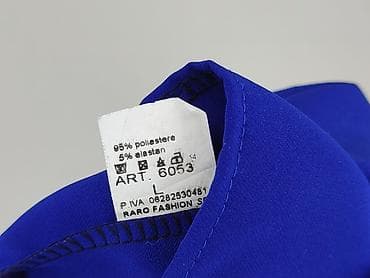 95% poliestere
5% elastan
ART. 6053
L
P.IVA 06282530481
RARO FASHION S